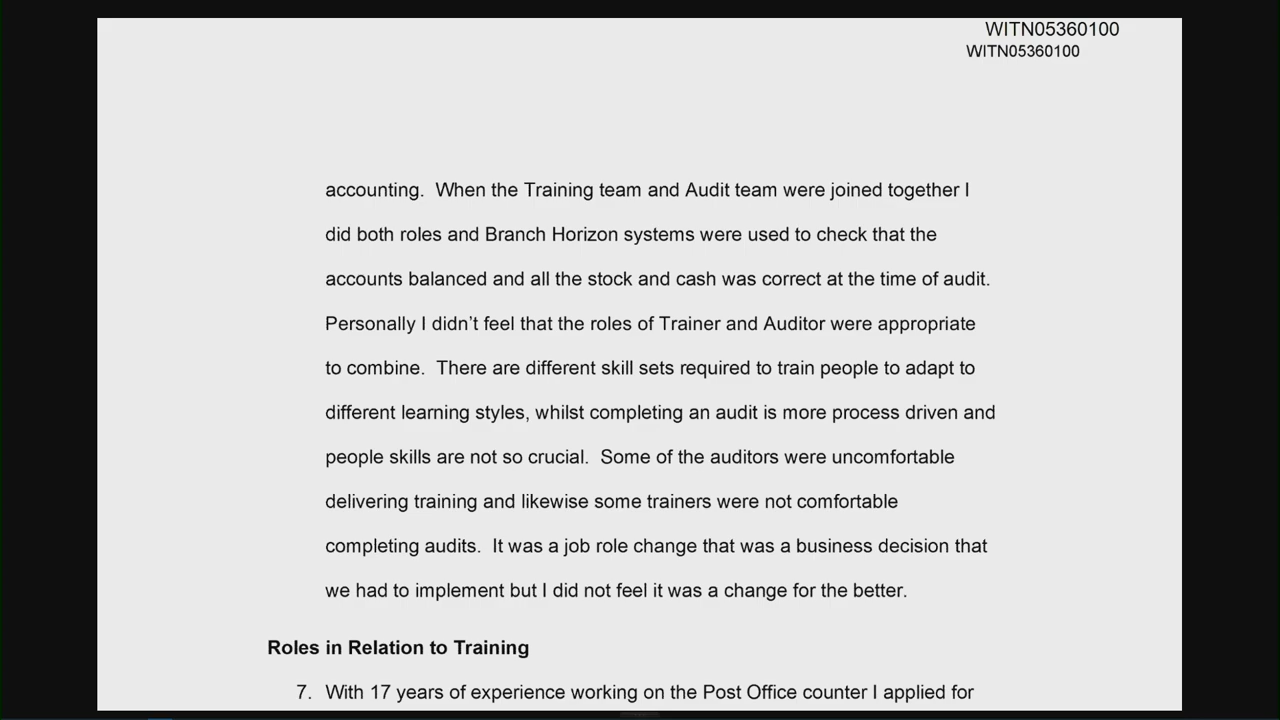 WITN05360100
WITN05360100
accounting. When the Training team and Audit team were joined together I
did both roles and Branch Horizon systems were used to check that the
accounts balanced and all the stock and cash was correct at the time of audit.
Personally I didn’t feel that the roles of Trainer and Auditor were appropriate
to combine. There are different skill sets required to train people to adapt to
different learning styles, whilst completing an audit is more process driven and
people skills are not so crucial. Some of the auditors were uncomfortable
delivering training and likewise some trainers were not comfortable
completing audits. It was a job role change that was a business decision that
we had to implement but I did not feel it was a change for the better.
Roles in Relation to Training
7. With 17 years of experience working on the Post Office counter I applied for